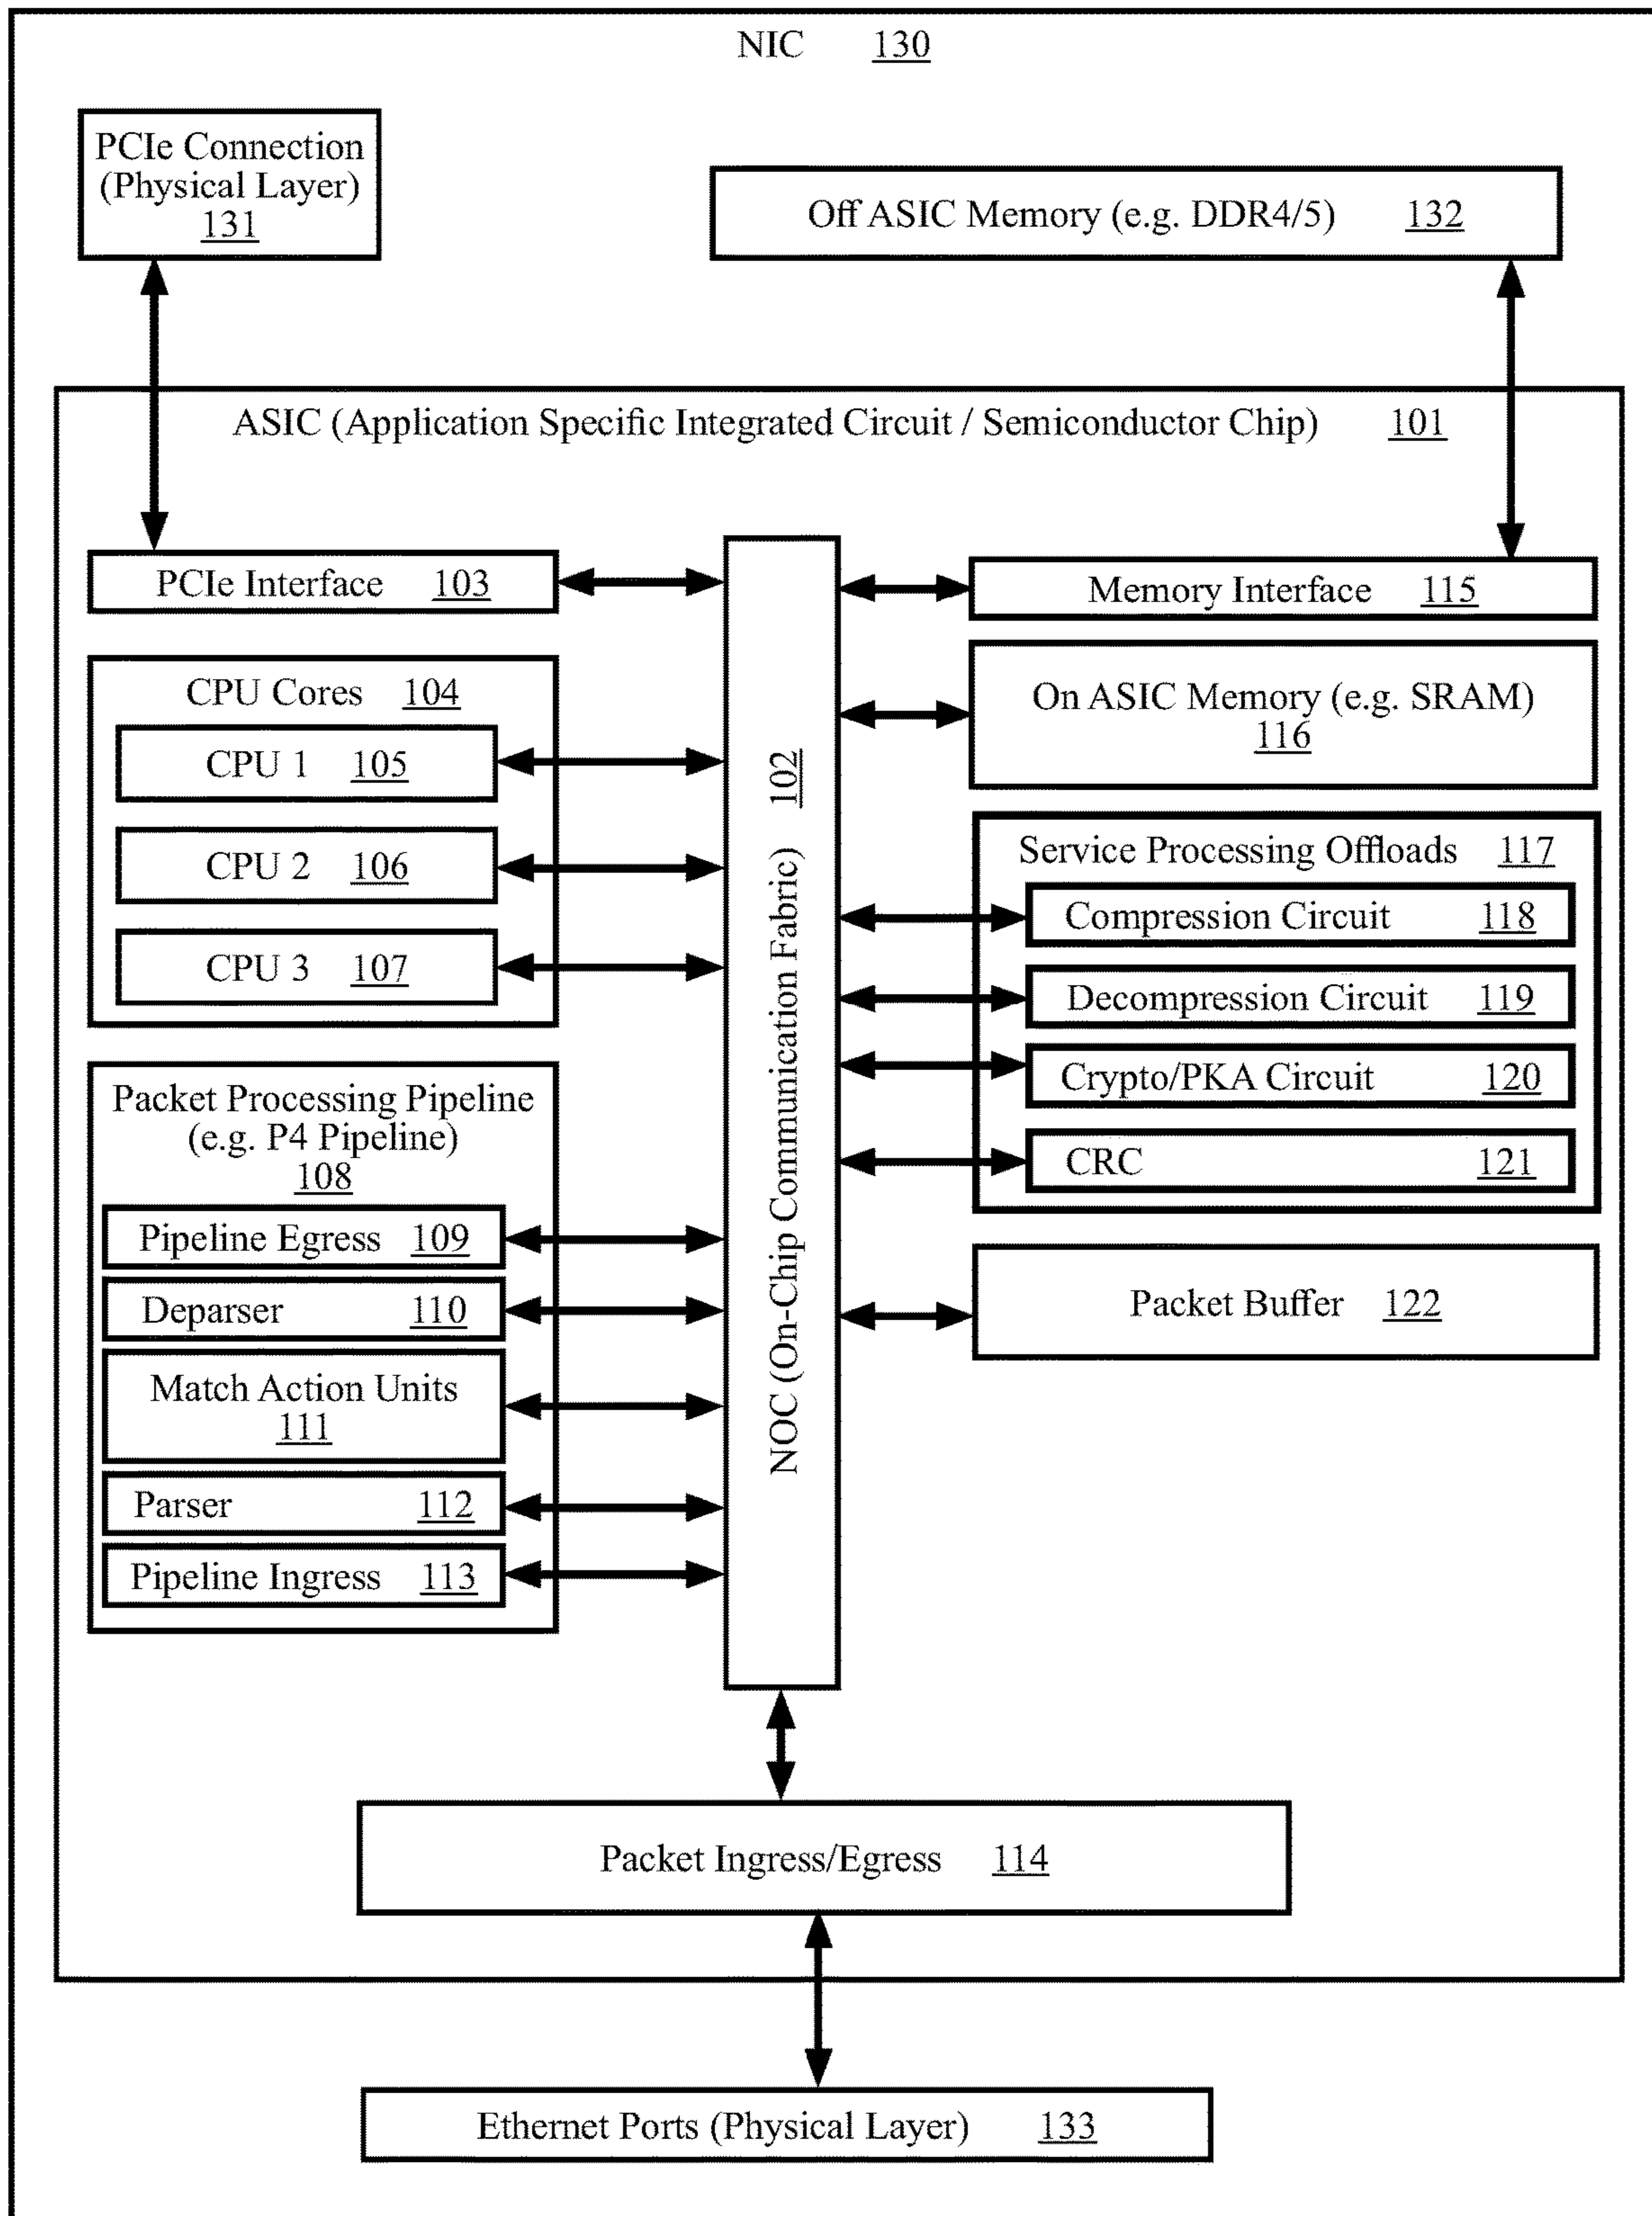 NIC 130
PCIe Connection
(Physical Layer)
131
Off ASIC Memory (e.g. DDR4/5) 132
ASIC (Application Specific Integrated Circuit / Semiconductor Chip) 101
PCIe Interface 103
CPU Cores 104
CPU 1 105
CPU 2 106
CPU 3 107
Packet Processing Pipeline
(e.g. P4 Pipeline)
108
Pipeline Egress 109
Deparser 110
Match Action Units
111
Parser 112
Pipeline Ingress 113
NOC (On-Chip Communication Fabric) 102
Memory Interface 115
On ASIC Memory (e.g. SRAM)
116
Service Processing Offloads 117
Compression Circuit 118
Decompression Circuit 119
Crypto/PKA Circuit 120
CRC 121
Packet Buffer 122
Packet Ingress/Egress 114
Ethernet Ports (Physical Layer) 133